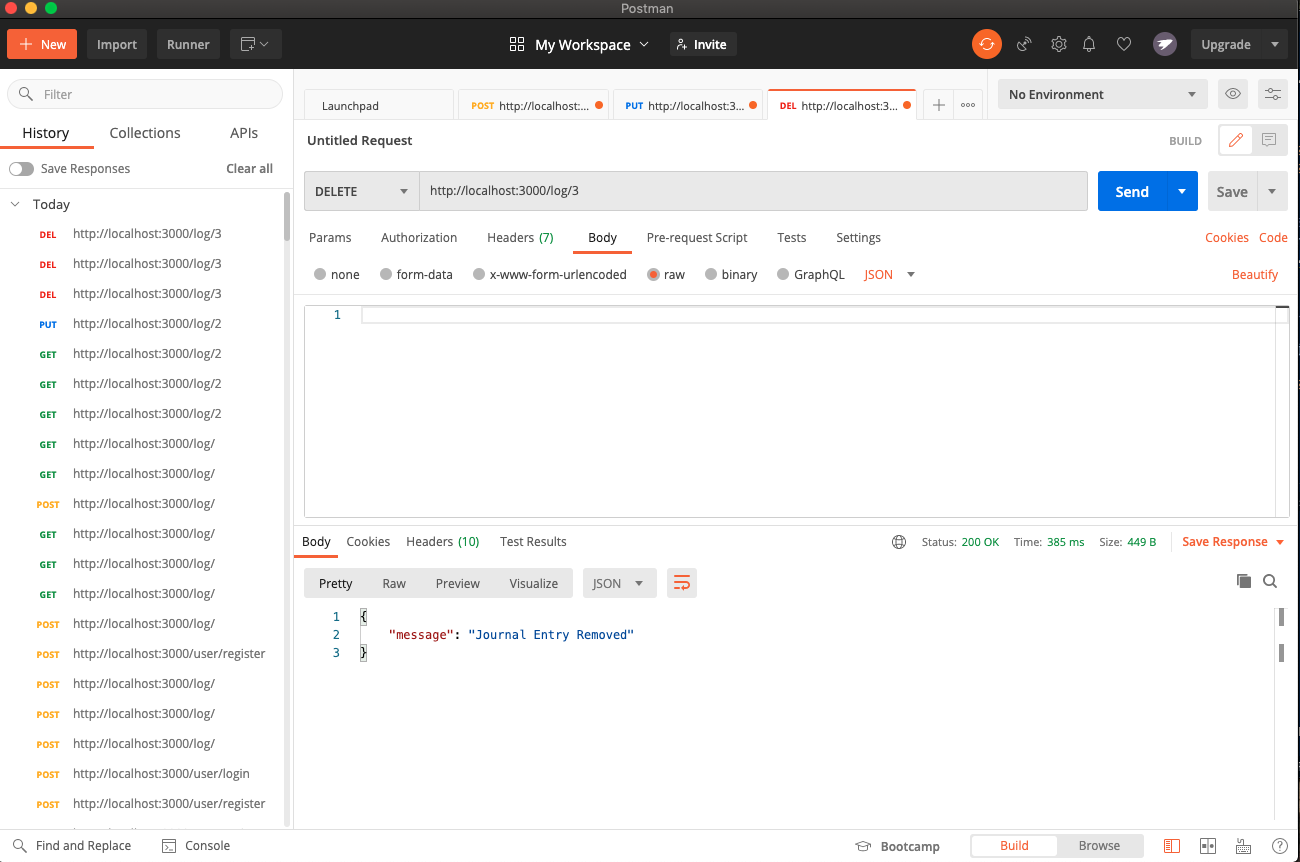 Postman
New Import Runner My Workspace Invite Upgrade
Filter
History Collections APIs
Save Responses Clear all
Today
DEL http://localhost:3000/log/3
DEL http://localhost:3000/log/3
DEL http://localhost:3000/log/3
PUT http://localhost:3000/log/2
GET http://localhost:3000/log/2
GET http://localhost:3000/log/2
GET http://localhost:3000/log/2
GET http://localhost:3000/log/
GET http://localhost:3000/log/
POST http://localhost:3000/log/
GET http://localhost:3000/log/
GET http://localhost:3000/log/
GET http://localhost:3000/log/
POST http://localhost:3000/log/
POST http://localhost:3000/user/register
POST http://localhost:3000/log/
POST http://localhost:3000/log/
POST http://localhost:3000/log/
POST http://localhost:3000/user/login
POST http://localhost:3000/user/register
Launchpad POST http://localhost:... PUT http://localhost:3... DEL http://localhost:3... No Environment
Untitled Request BUILD
DELETE http://localhost:3000/log/3 Send Save
Params Authorization Headers (7) Body Pre-request Script Tests Settings Cookies Code
none form-data x-www-form-urlencoded raw binary GraphQL JSON Beautify
1
Body Cookies Headers (10) Test Results Status: 200 OK Time: 385 ms Size: 449 B Save Response
Pretty Raw Preview Visualize JSON
1 {
2 "message": "Journal Entry Removed"
3 }
Find and Replace Console Bootcamp Build Browse